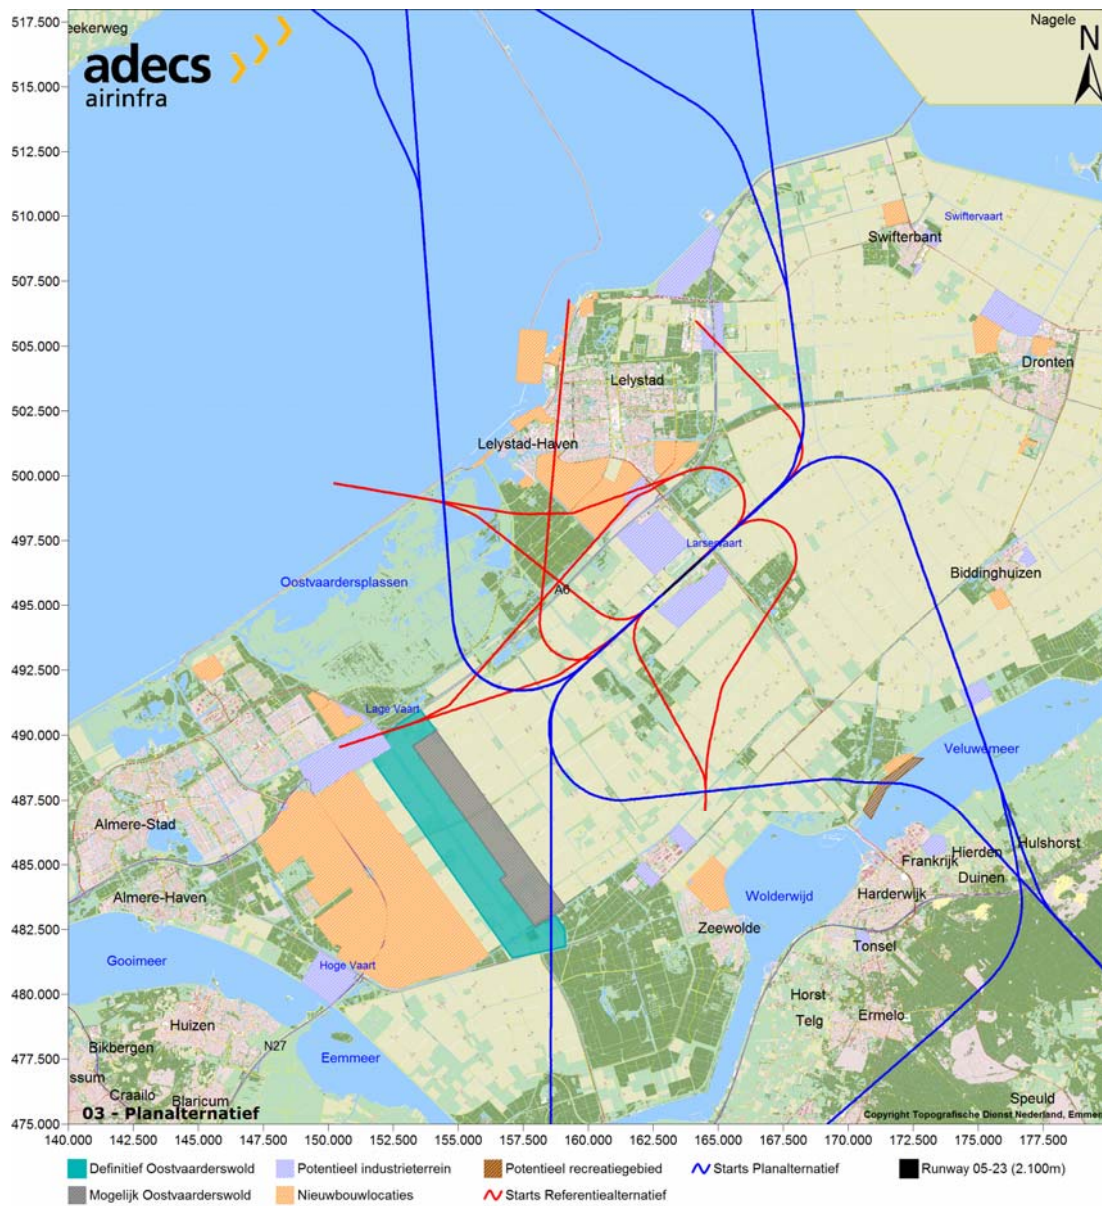 517.500
515.000
512.500
510.000
507.500
505.000
502.500
500.000
497.500
495.000
492.500
490.000
487.500
485.000
482.500
480.000
477.500
475.000
eekerweg
adecs
airinfra
Nagele
N
Swiftervaart
Swifterbant
Dronten
Lelystad
Lelystad-Haven
Larservaart
Biddinghuizen
Oostvaardersplassen
A6
Lage Vaart
Veluwemeer
Almere-Stad
Hulshorst
Frankrijk
Hierden
Duinen
Almere-Haven
Wolderwijd
Harderwijk
Zeewolde
Tonsel
Gooimeer
Hoge Vaart
Horst
Telg
Ermelo
Huizen
N27
Bikbergen
Eemmeer
ssum
Craailo
Blaricum
Speuld
03 - Planalternatief
Copyright Topografische Dienst Nederland, Emmen
140.000 142.500 145.000 147.500 150.000 152.500 155.000 157.500 160.000 162.500 165.000 167.500 170.000 172.500 175.000 177.500
Definitief Oostvaarderswold Potentieel industrieterrein Potentieel recreatiegebied Starts Planalternatief Runway 05-23 (2.100m)
Mogelijk Oostvaarderswold Nieuwbouwlocaties Starts Referentiealternatief